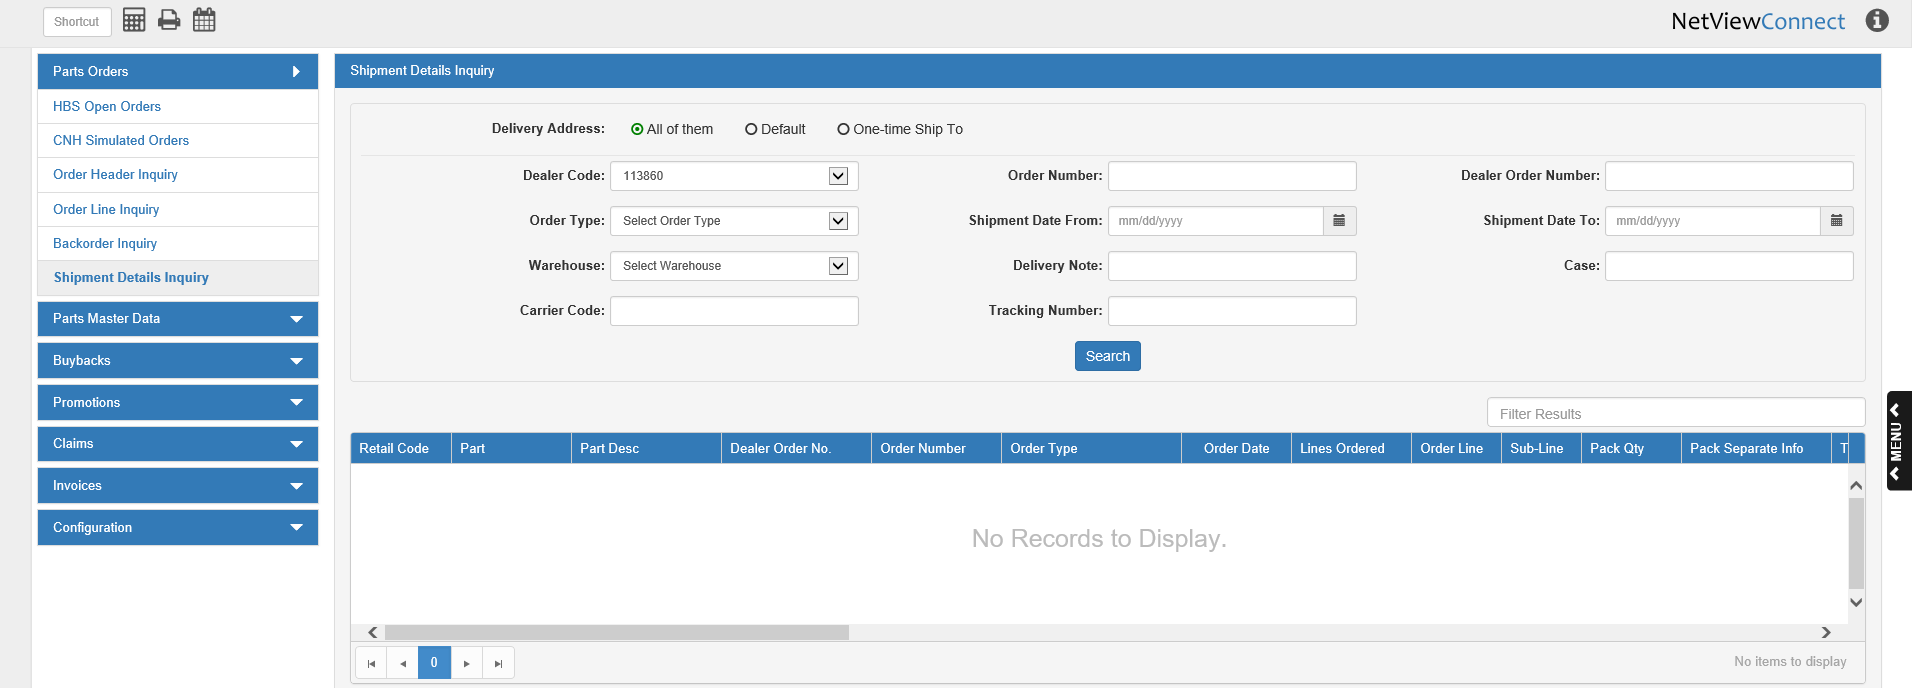 Shortcut
NetViewConnect
Parts Orders
HBS Open Orders
CNH Simulated Orders
Order Header Inquiry
Order Line Inquiry
Backorder Inquiry
Shipment Details Inquiry
Parts Master Data
Buybacks
Promotions
Claims
Invoices
Configuration
Shipment Details Inquiry
Delivery Address: All of them Default One-time Ship To
Dealer Code: 113860 Order Number: Dealer Order Number:
Order Type: Select Order Type Shipment Date From: mm/dd/yyyy Shipment Date To: mm/dd/yyyy
Warehouse: Select Warehouse Delivery Note: Case:
Carrier Code: Tracking Number:
Search
Filter Results
Retail Code Part Part Desc Dealer Order No. Order Number Order Type Order Date Lines Ordered Order Line Sub-Line Pack Qty Pack Separate Info T
No Records to Display.
0 No items to display
MENU